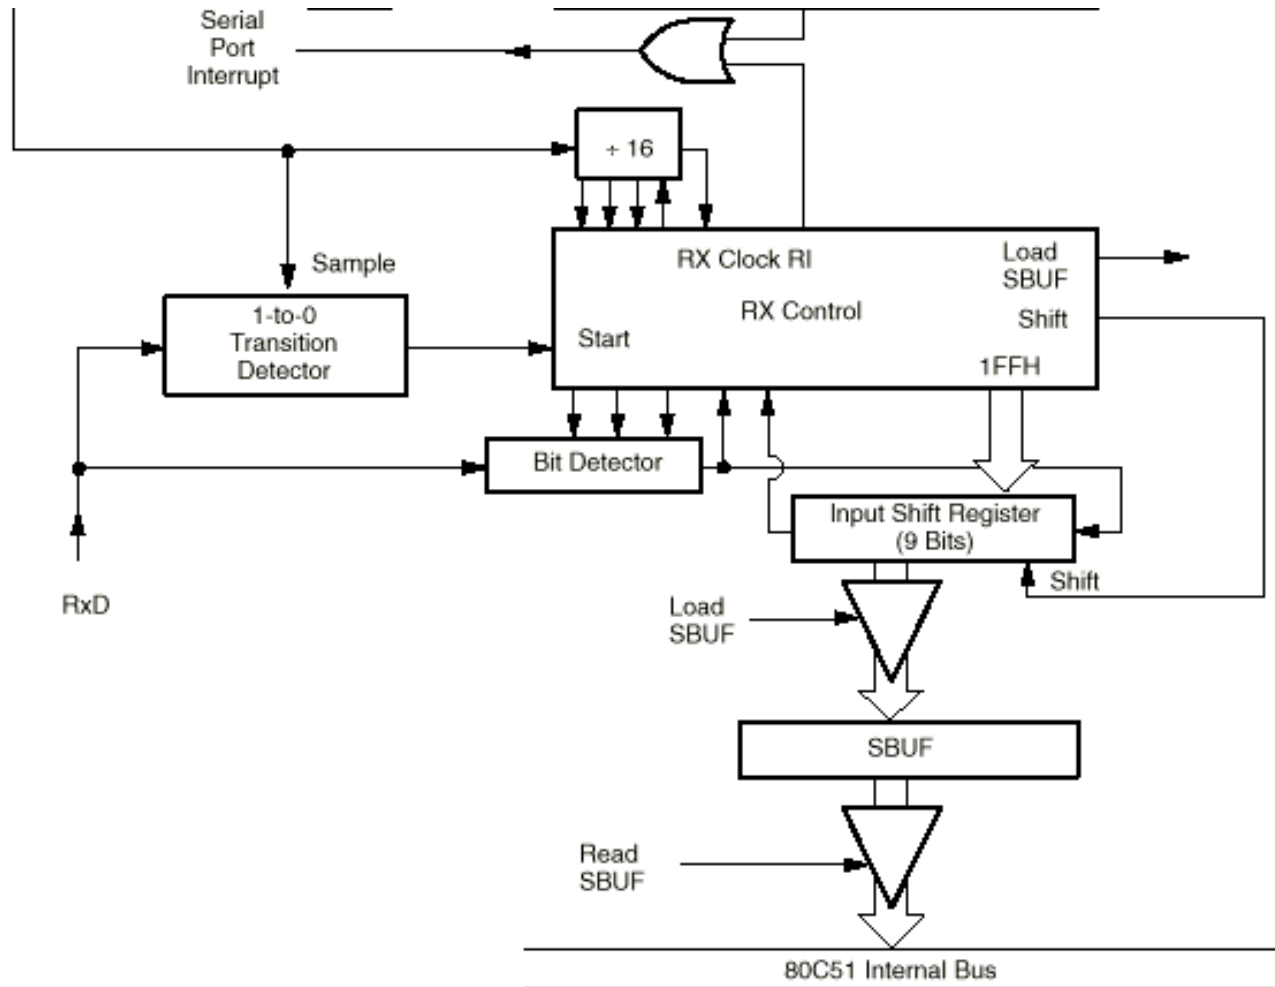 Serial
Port
Interrupt
÷ 16
Sample
RX Clock RI
Load
SBUF
RX Control
Shift
Start
1FFH
1-to-0
Transition
Detector
Bit Detector
Input Shift Register
(9 Bits)
Shift
RxD
Load
SBUF
SBUF
Read
SBUF
80C51 Internal Bus